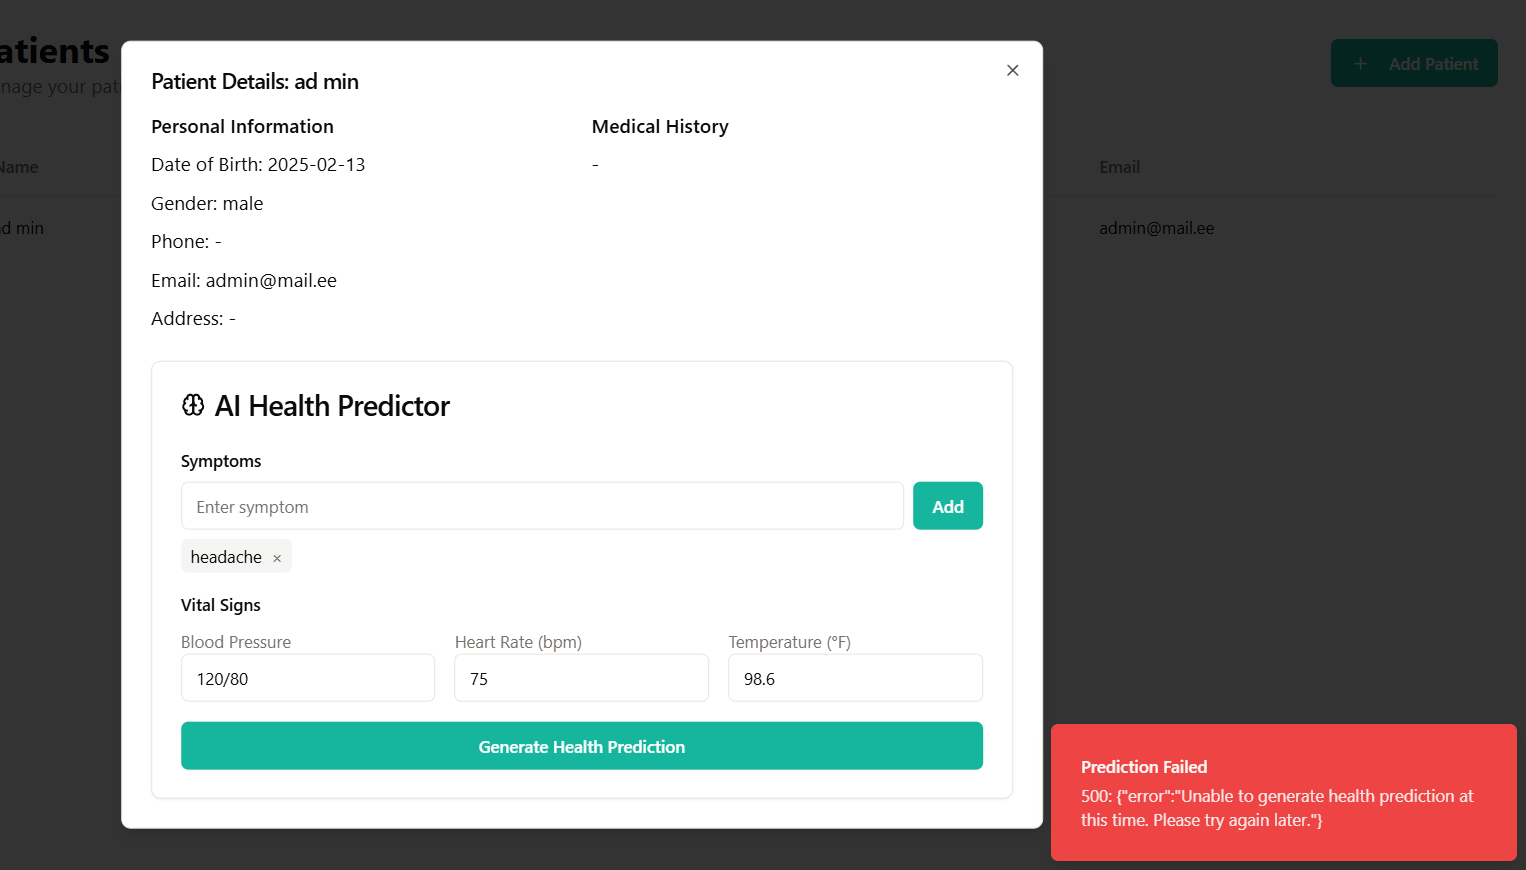 atients
nage your pat
Add Patient
Name
Email
d min
admin@mail.ee
Patient Details: ad min
Personal Information
Date of Birth: 2025-02-13
Gender: male
Phone: -
Email: admin@mail.ee
Address: -
Medical History
-
AI Health Predictor
Symptoms
Enter symptom
Add
headache ×
Vital Signs
Blood Pressure
Heart Rate (bpm)
Temperature (°F)
120/80
75
98.6
Generate Health Prediction
Prediction Failed
500: {"error":"Unable to generate health prediction at
this time. Please try again later."}